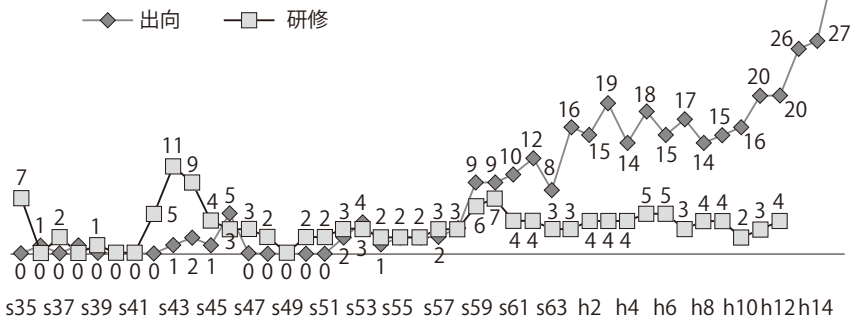 出向 研修
26 27
19 20 20
18 17
16 15 14 15 14 15 16
7 11 9 9 9 10 12 8
1 2 1 5 4 5 2 2 2 3 4 2 2 2 3 3 6 7 3 3 5 5 3 4 4 2 3 4
4 4 4 4 4
0 0 0 0 0 0 0 0 1 2 1 3 0 0 0 0 0 2 3 1 2
s35 s37 s39 s41 s43 s45 s47 s49 s51 s53 s55 s57 s59 s61 s63 h2 h4 h6 h8 h10 h12 h14